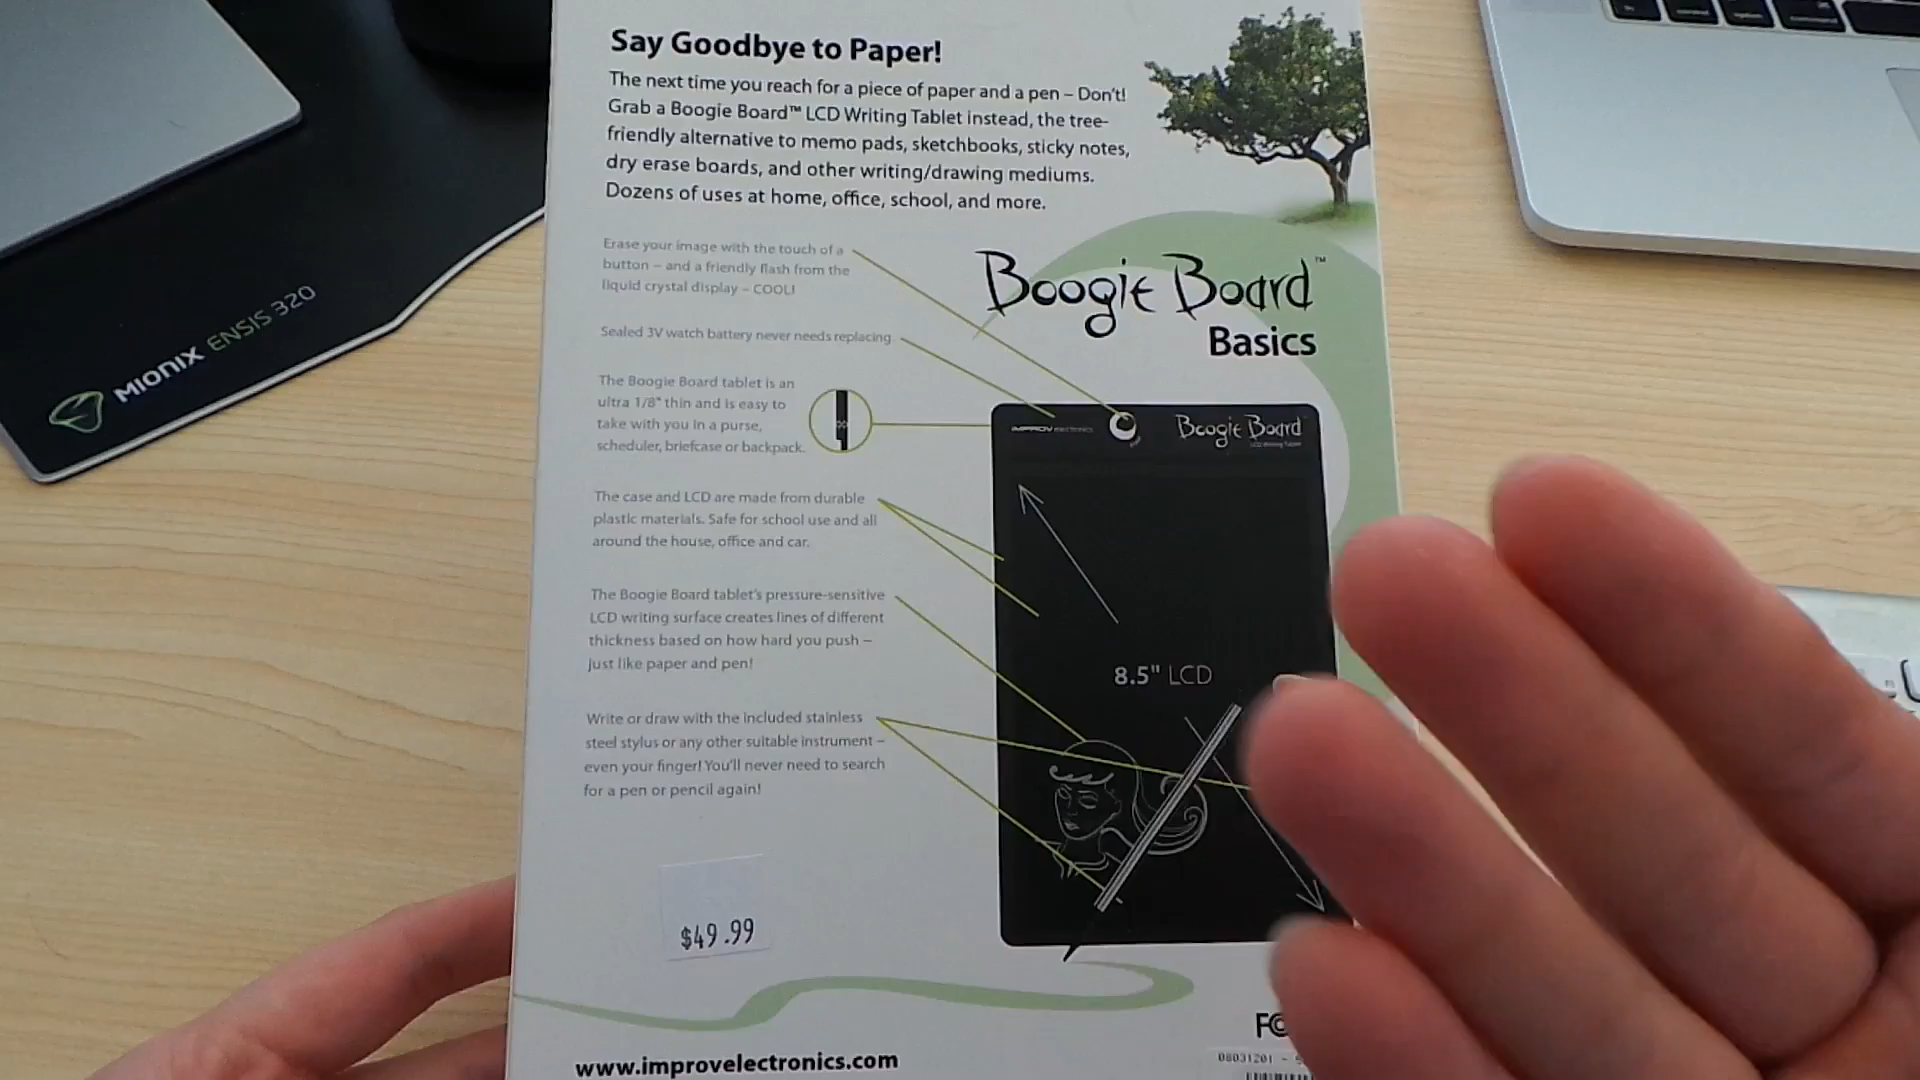 Say Goodbye to Paper!
The next time you reach for a piece of paper and a pen – Don't!
Grab a Boogie Board™ LCD Writing Tablet instead, the tree-
friendly alternative to memo pads, sketchbooks, sticky notes,
dry erase boards, and other writing/drawing mediums.
Dozens of uses at home, office, school, and more.
Erase your image with the touch of a
button – and a friendly flash from the
liquid crystal display – COOL!
Boogie Board™
Basics
Sealed 3V watch battery never needs replacing
The Boogie Board tablet is an
ultra 1/8" thin and is easy to
take with you in a purse,
scheduler, briefcase or backpack.
IMPROV ELECTRONICS
Boogie Board
LCD Writing Tablet
The case and LCD are made from durable
plastic materials. Safe for school use and all
around the house, office and car.
The Boogie Board tablet's pressure-sensitive
LCD writing surface creates lines of different
thickness based on how hard you push –
just like paper and pen!
8.5" LCD
Write or draw with the included stainless
steel stylus or any other suitable instrument –
even your finger! You'll never need to search
for a pen or pencil again!
$49.99
FC
www.improvelectronics.com
08031201 -
MIONIX ENSIS 320